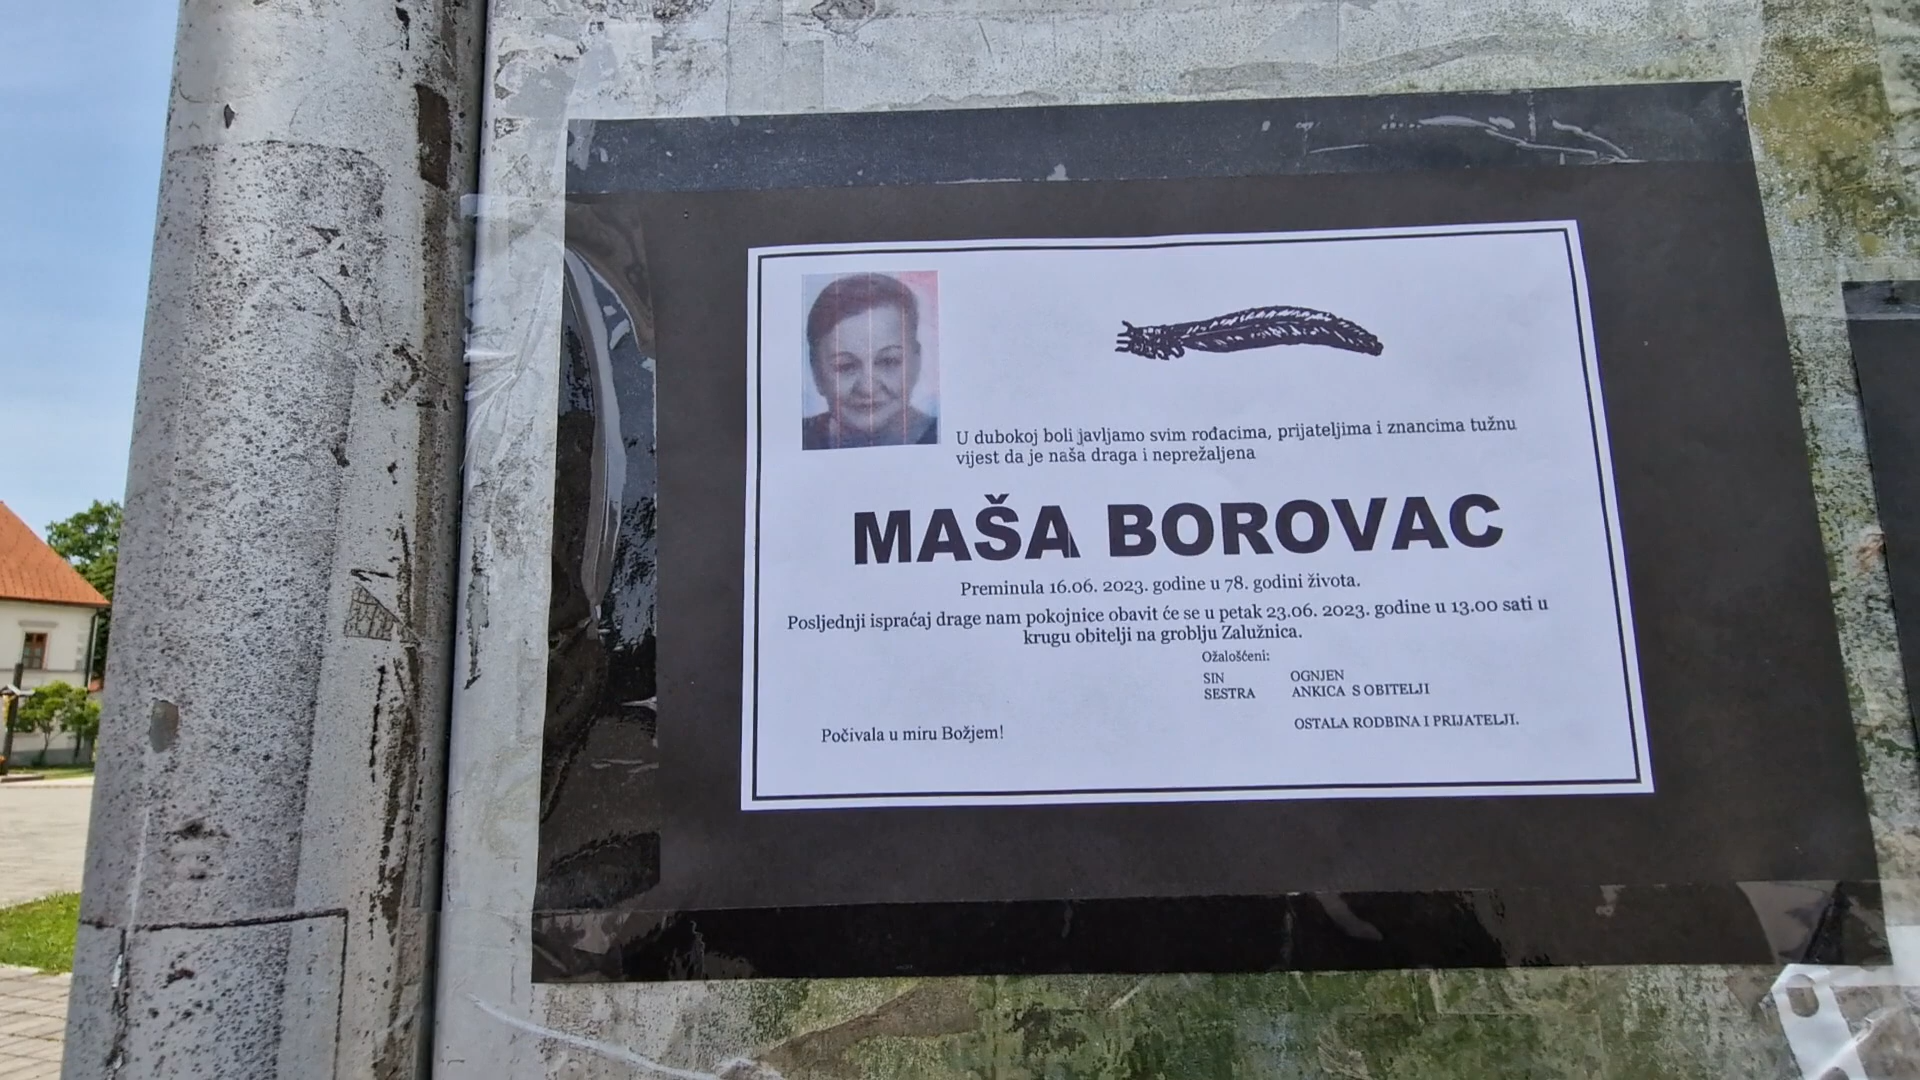 U dubokoj boli javljamo svim rođacima, prijateljima i znancima tužnu
vijest da je naša draga i neprežaljena
MAŠA BOROVAC
Preminula 16.06. 2023. godine u 78. godini života.
Posljednji ispraćaj drage nam pokojnice obavit će se u petak 23.06. 2023. godine u 13.00 sati u
krugu obitelji na groblju Zalužnica.
Ožalošćeni:
SIN OGNJEN
SESTRA ANKICA S OBITELJI
OSTALA RODBINA I PRIJATELJI.
Počivala u miru Božjem!